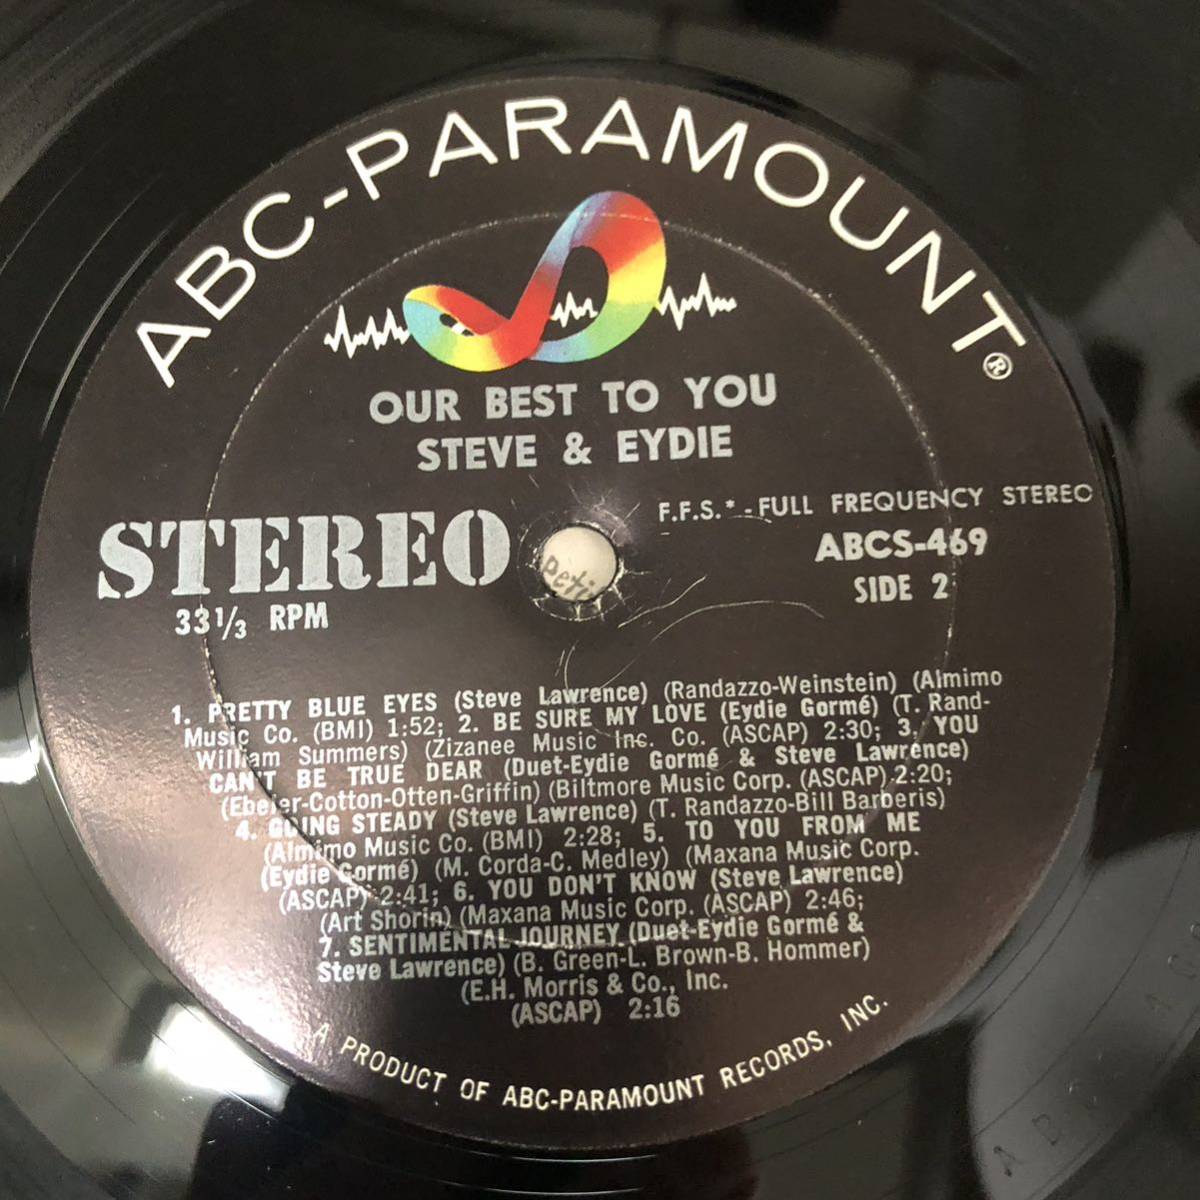 ABC-PARAMOUNT®
OUR BEST TO YOU
STEVE & EYDIE
STEREO
33 1/3 RPM
F.F.S.* - FULL FREQUENCY STEREO
ABCS-469
SIDE 2
1. PRETTY BLUE EYES (Steve Lawrence) (Randazzo-Weinstein) (Almimo
Music Co. (BMI) 1:52; 2. BE SURE MY LOVE (Eydie Gormé) (T. Rand-
William Summers) (Zizanee Music Inc. Co. (ASCAP) 2:30; 3. YOU
CAN'T BE TRUE DEAR (Duet-Eydie Gormé & Steve Lawrence)
(Ebeler-Cotton-Otten-Griffin) (Biltmore Music Corp. (ASCAP) 2:20;
4. GOING STEADY (Steve Lawrence) (T. Randazzo-Bill Barberis)
(Almimo Music Co. (BMI) 2:28; 5. TO YOU FROM ME
(Eydie Gormé) (M. Corda-C. Medley) (Maxana Music Corp.
(ASCAP) 2:41; 6. YOU DON'T KNOW (Steve Lawrence)
(Art Shorin) (Maxana Music Corp. (ASCAP) 2:46;
7. SENTIMENTAL JOURNEY (Duet-Eydie Gormé &
Steve Lawrence) (B. Green-L. Brown-B. Hommer)
(E.H. Morris & Co., Inc.
(ASCAP) 2:16
A PRODUCT OF ABC-PARAMOUNT RECORDS, INC.